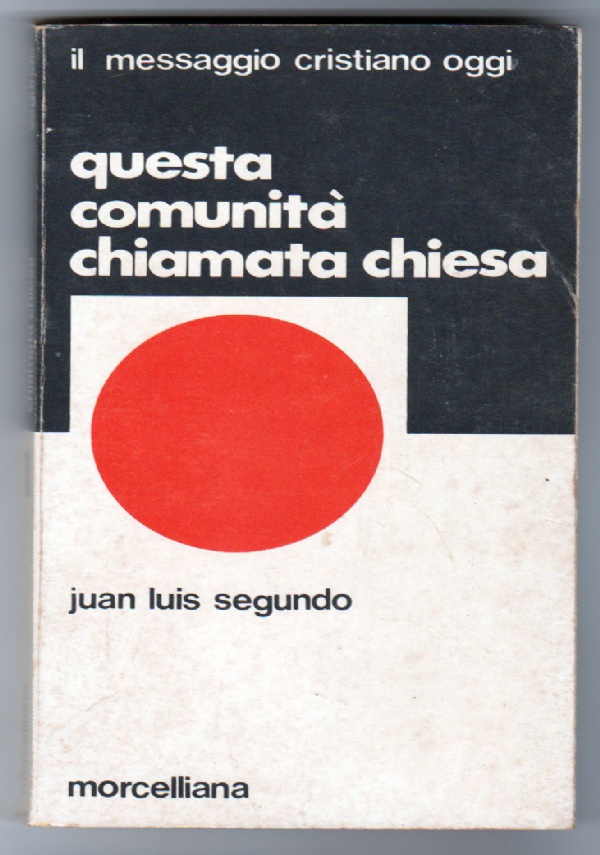 il messaggio cristiano oggi
questa
comunità
chiamata chiesa
juan luis segundo
morcelliana